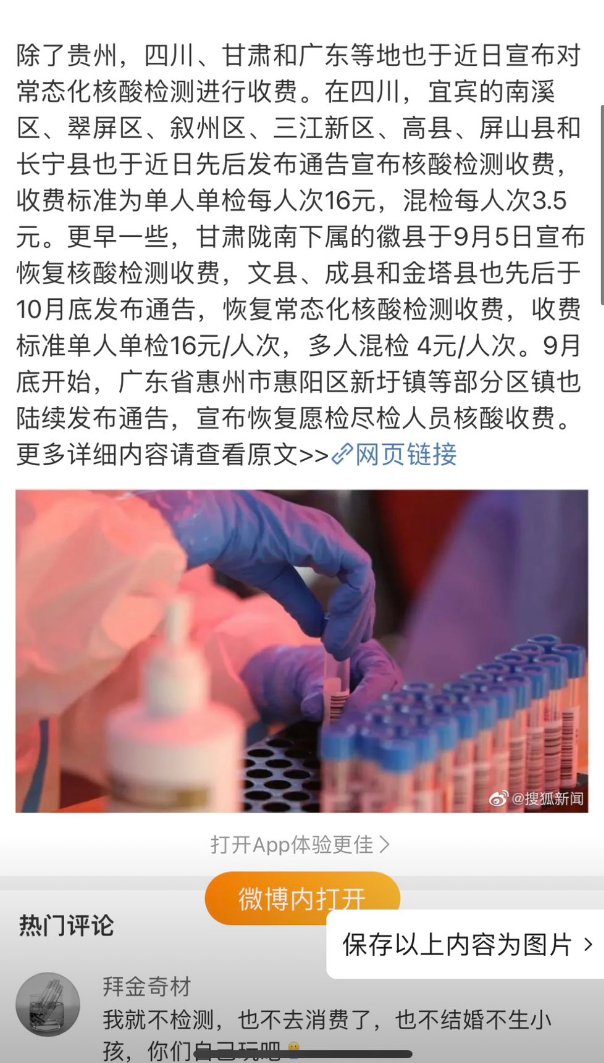 除了贵州，四川、甘肃和广东等地也于近日宣布对
常态化核酸检测进行收费。在四川，宜宾的南溪
区、翠屏区、叙州区、三江新区、高县、屏山县和
长宁县也于近日先后发布通告宣布核酸检测收费，
收费标准为单人单检每人次16元，混检每人次3.5
元。更早一些，甘肃陇南下属的徽县于9月5日宣布
恢复核酸检测收费，文县、成县和金塔县也先后于
10月底发布通告，恢复常态化核酸检测收费，收费
标准单人单检16元/人次，多人混检 4元/人次。9月
底开始，广东省惠州市惠阳区新圩镇等部分区镇也
陆续发布通告，宣布恢复愿检尽检人员核酸收费。
更多详细内容请查看原文>>网页链接
@搜狐新闻
打开App体验更佳
微博内打开
热门评论
保存以上内容为图片
拜金奇材
我就不检测，也不去消费了，也不结婚不生小
孩，你们自己玩吧